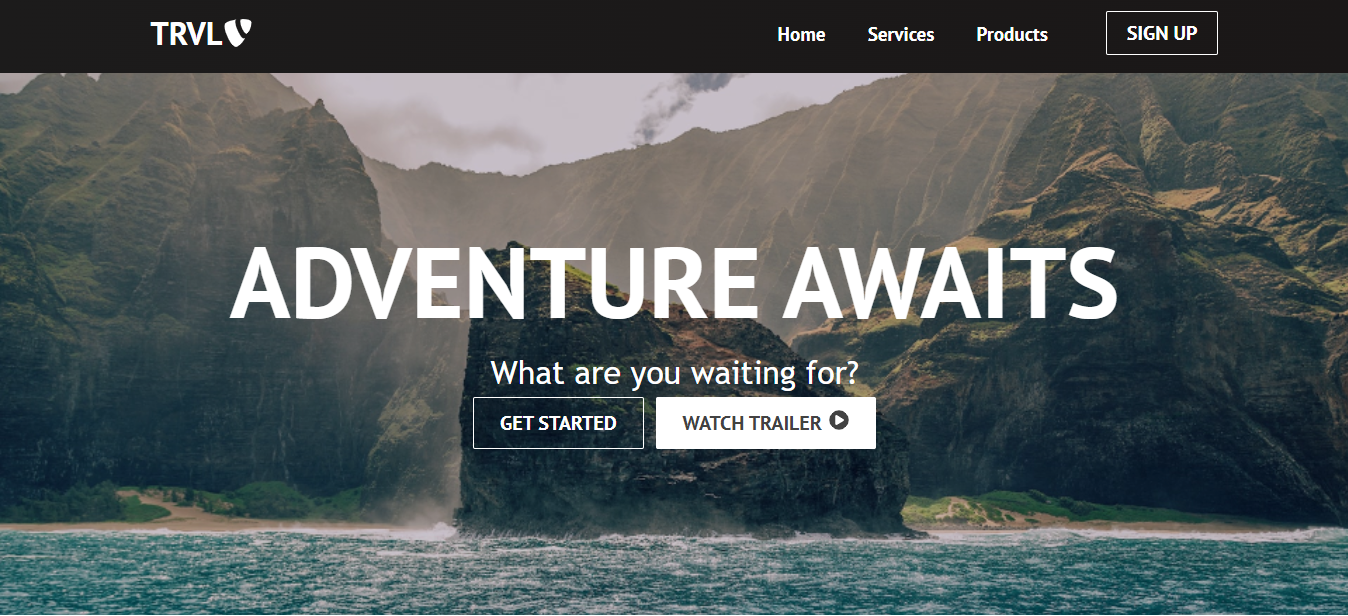 TRVL
Home Services Products SIGN UP
ADVENTURE AWAITS
What are you waiting for?
GET STARTED WATCH TRAILER